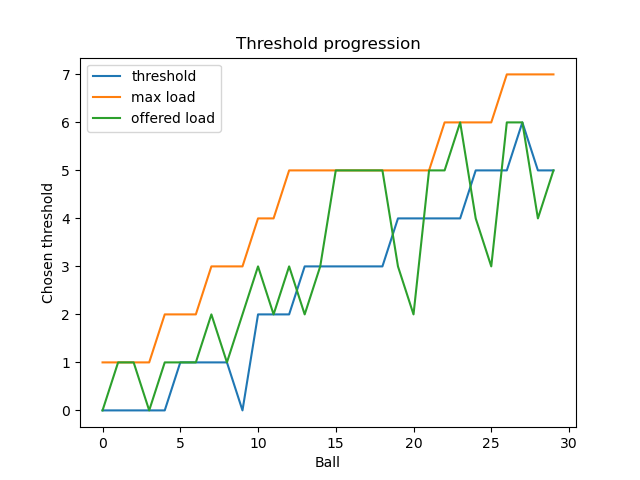 Threshold progression
threshold
max load
offered load
7
6
5
4
3
2
1
0
Chosen threshold
0 5 10 15 20 25 30
Ball